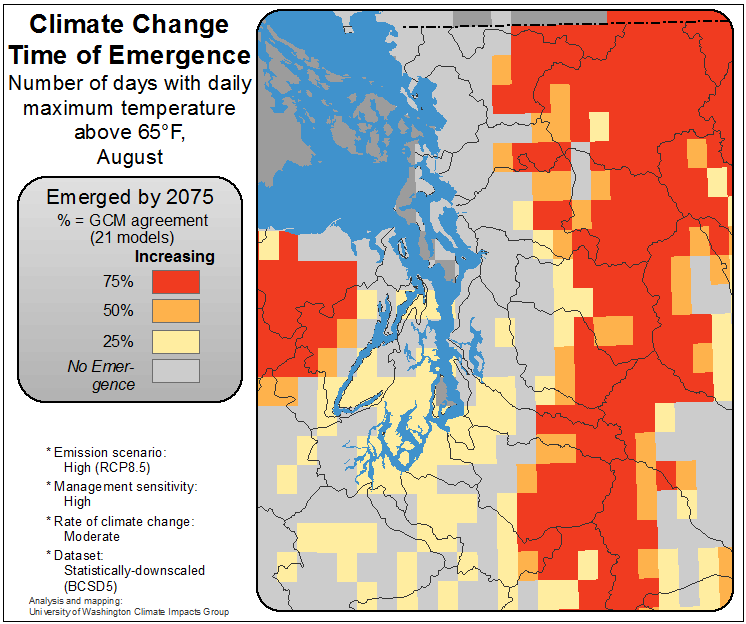 Climate Change
Time of Emergence
Number of days with daily
maximum temperature
above 65°F,
August
Emerged by 2075
% = GCM agreement
(21 models)
Increasing
75%
50%
25%
No Emer-
gence
* Emission scenario:
High (RCP8.5)
* Management sensitivity:
High
* Rate of climate change:
Moderate
* Dataset:
Statistically-downscaled
(BCSD5)
Analysis and mapping:
University of Washington Climate Impacts Group